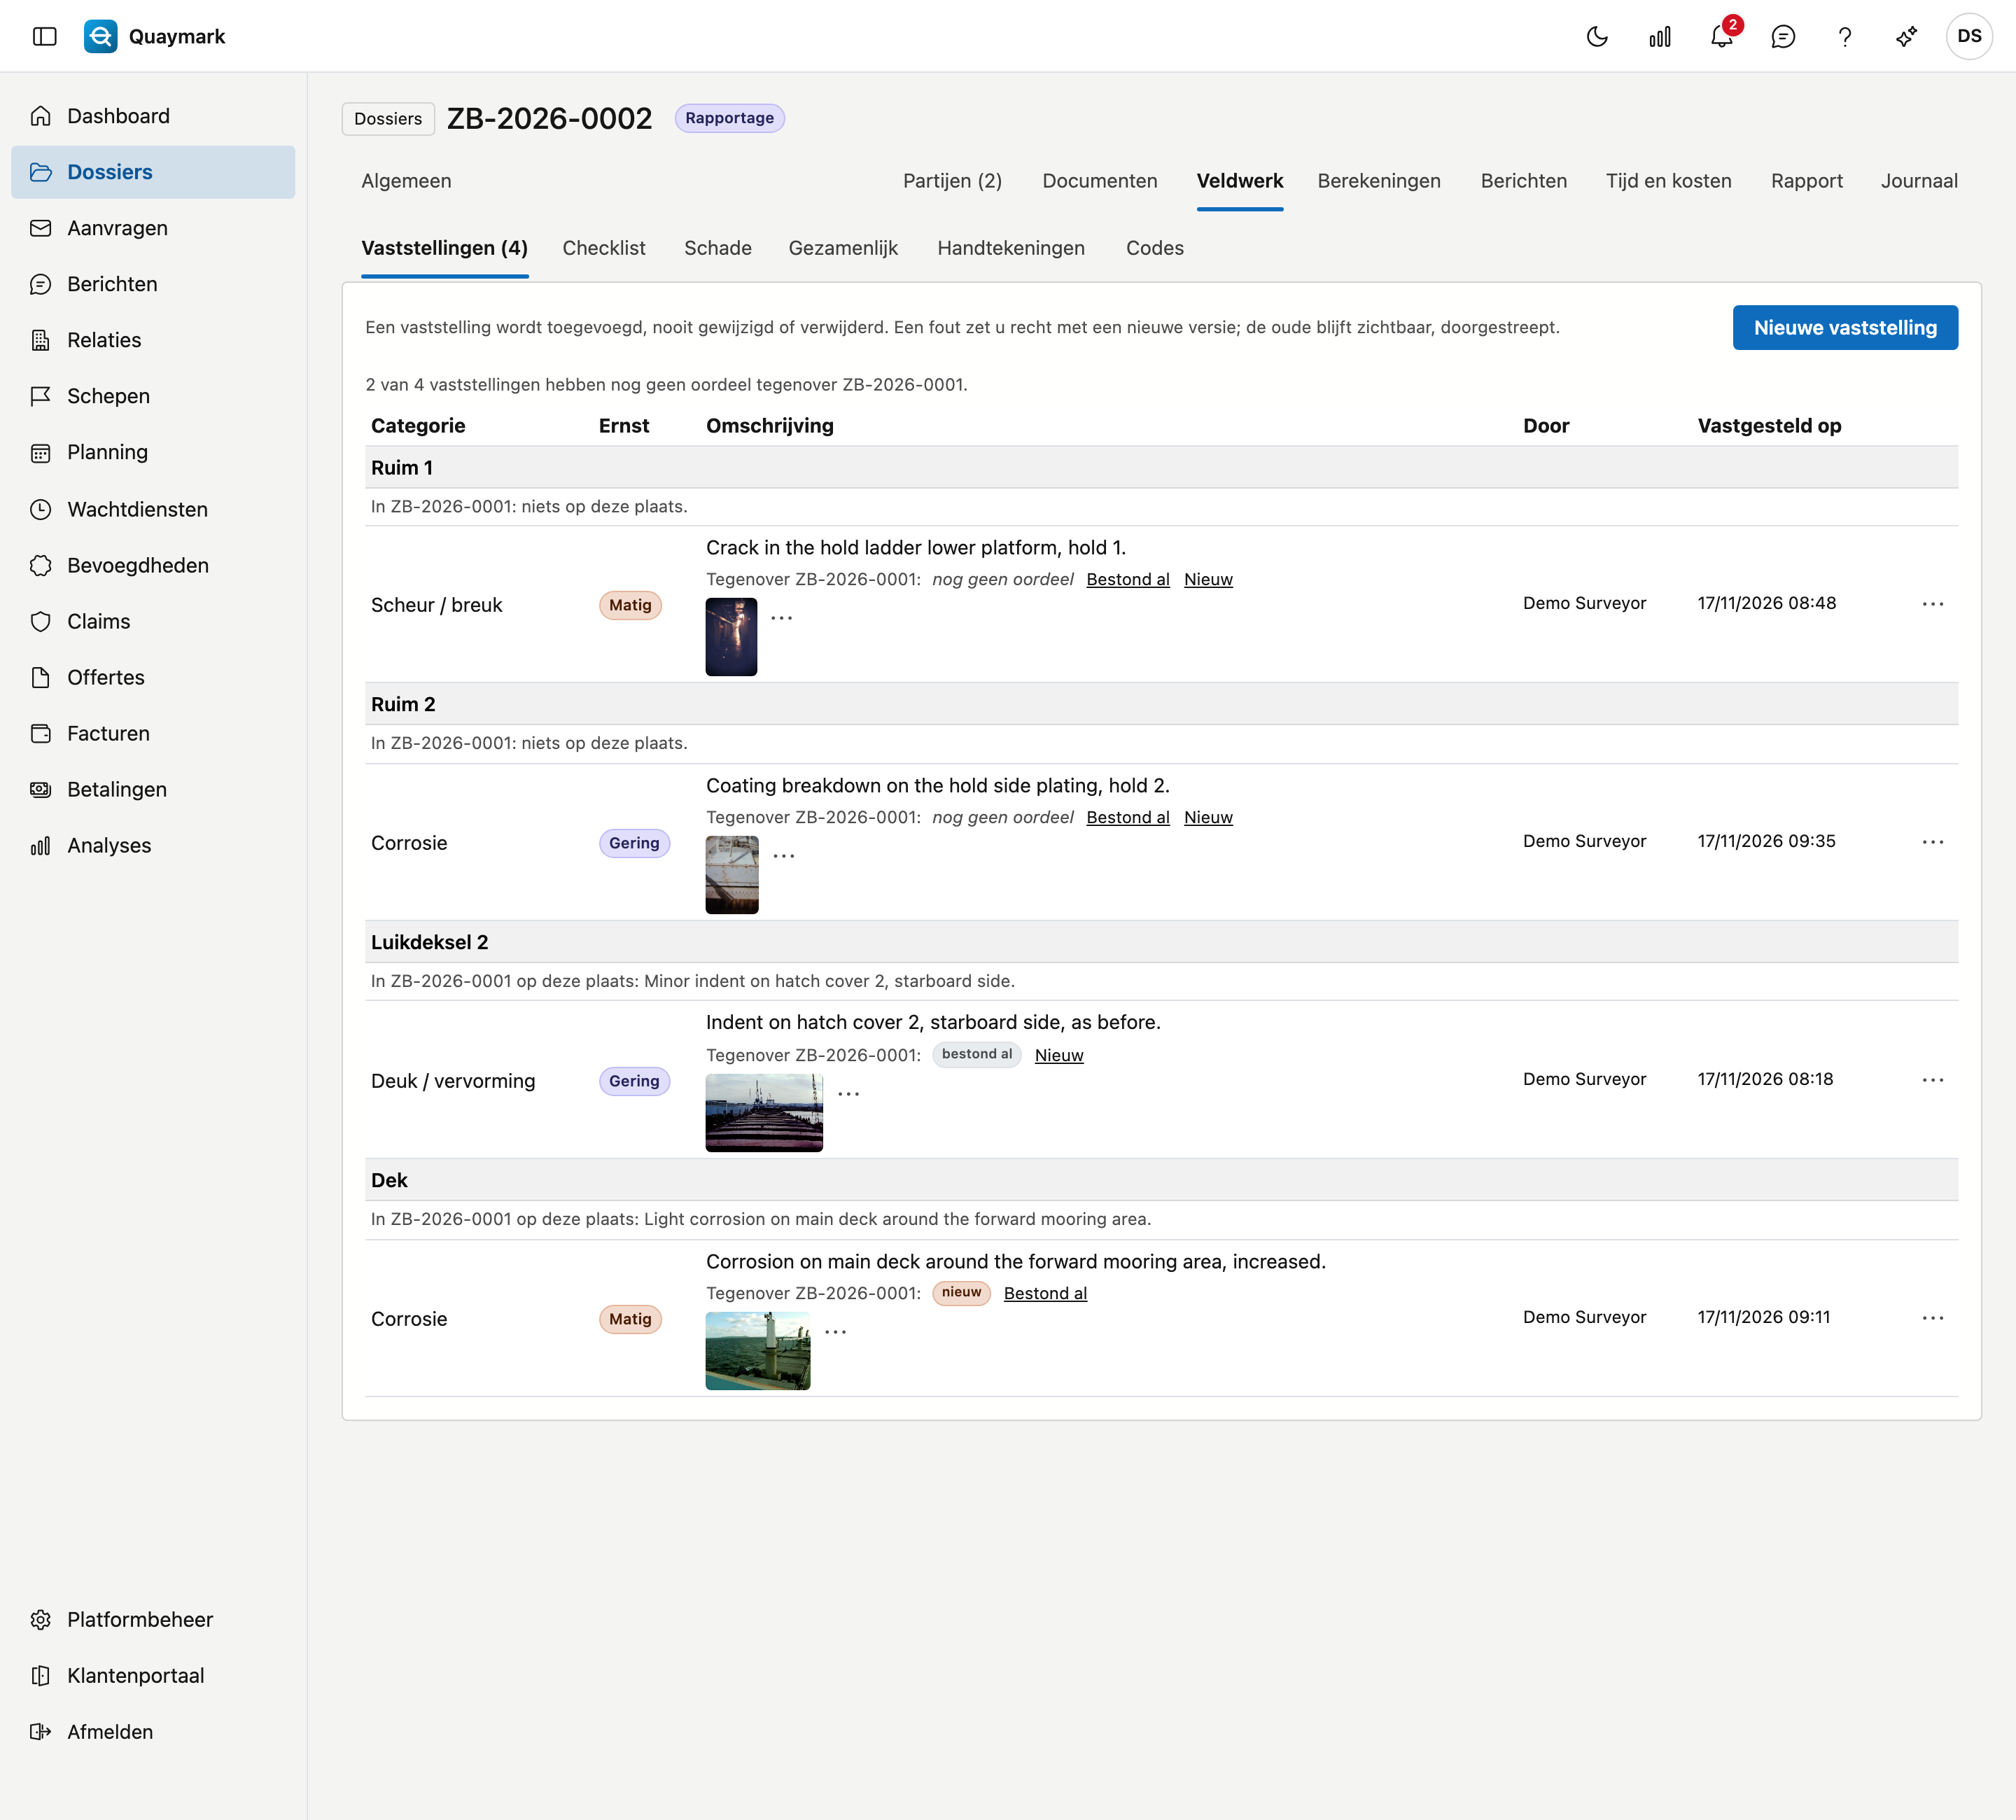 Quaymark
2
DS
Dashboard
Dossiers
Aanvragen
Berichten
Relaties
Schepen
Planning
Wachtdiensten
Bevoegdheden
Claims
Offertes
Facturen
Betalingen
Analyses
Platformbeheer
Klantenportaal
Afmelden
Dossiers ZB-2026-0002 Rapportage
Algemeen Partijen (2) Documenten Veldwerk Berekeningen Berichten Tijd en kosten Rapport Journaal
Vaststellingen (4) Checklist Schade Gezamenlijk Handtekeningen Codes
Een vaststelling wordt toegevoegd, nooit gewijzigd of verwijderd. Een fout zet u recht met een nieuwe versie; de oude blijft zichtbaar, doorgestreept.
Nieuwe vaststelling
2 van 4 vaststellingen hebben nog geen oordeel tegenover ZB-2026-0001.
Categorie Ernst Omschrijving Door Vastgesteld op
Ruim 1
In ZB-2026-0001: niets op deze plaats.
Crack in the hold ladder lower platform, hold 1.
Tegenover ZB-2026-0001: nog geen oordeel Bestond al Nieuw
Scheur / breuk Matig Demo Surveyor 17/11/2026 08:48
Ruim 2
In ZB-2026-0001: niets op deze plaats.
Coating breakdown on the hold side plating, hold 2.
Tegenover ZB-2026-0001: nog geen oordeel Bestond al Nieuw
Corrosie Gering Demo Surveyor 17/11/2026 09:35
Luikdeksel 2
In ZB-2026-0001 op deze plaats: Minor indent on hatch cover 2, starboard side.
Indent on hatch cover 2, starboard side, as before.
Tegenover ZB-2026-0001: bestond al Nieuw
Deuk / vervorming Gering Demo Surveyor 17/11/2026 08:18
Dek
In ZB-2026-0001 op deze plaats: Light corrosion on main deck around the forward mooring area.
Corrosion on main deck around the forward mooring area, increased.
Tegenover ZB-2026-0001: nieuw Bestond al
Corrosie Matig Demo Surveyor 17/11/2026 09:11